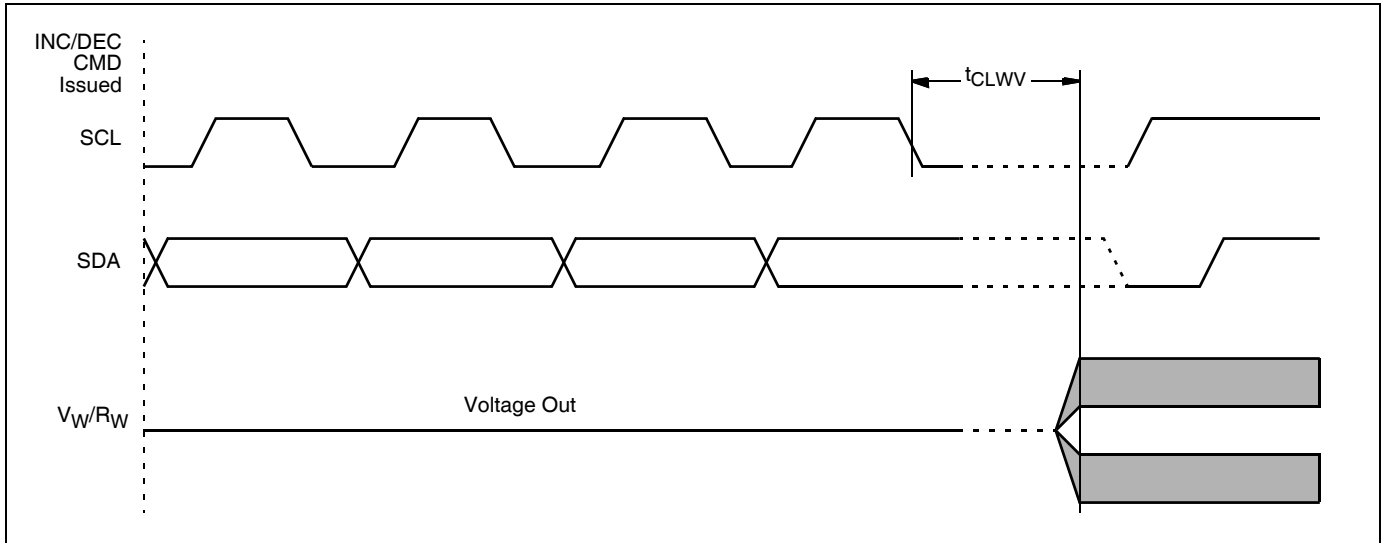 INC/DEC
CMD
Issued
tCLWV
SCL
SDA
Voltage Out
VW/RW